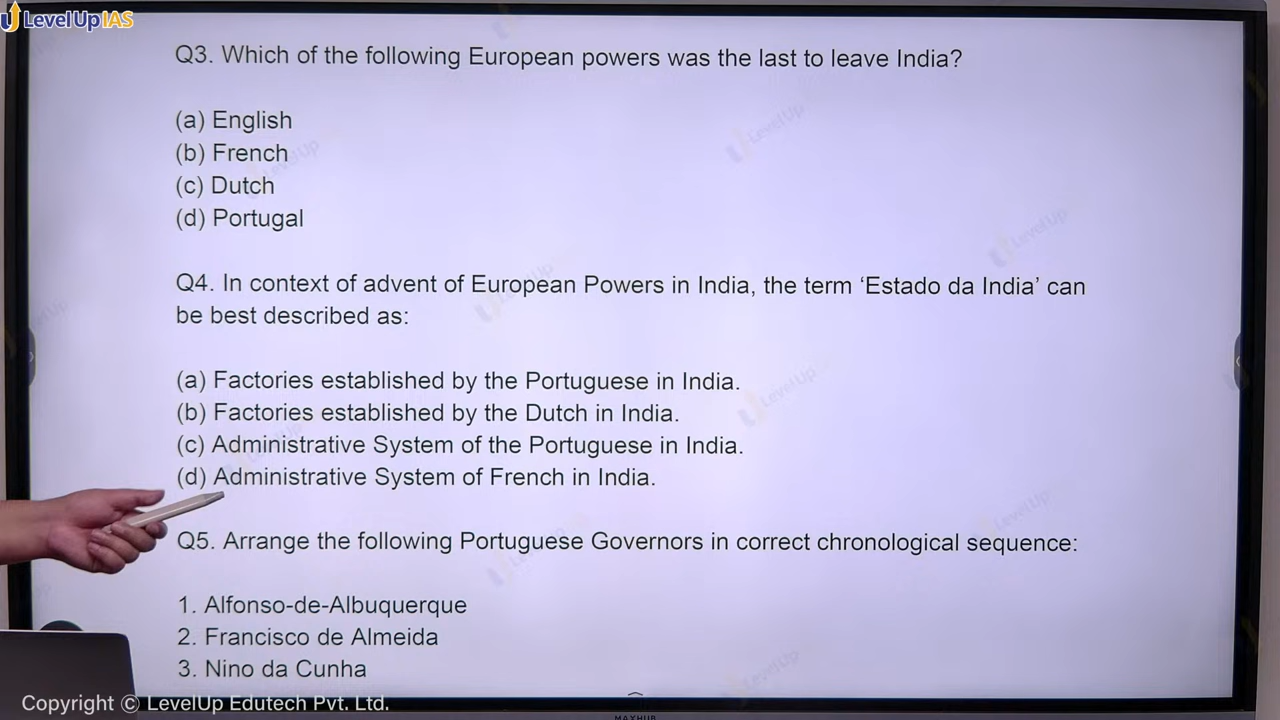 LevelUp IAS
Q3. Which of the following European powers was the last to leave India?
(a) English
(b) French
(c) Dutch
(d) Portugal
Q4. In context of advent of European Powers in India, the term ‘Estado da India’ can
be best described as:
(a) Factories established by the Portuguese in India.
(b) Factories established by the Dutch in India.
(c) Administrative System of the Portuguese in India.
(d) Administrative System of French in India.
Q5. Arrange the following Portuguese Governors in correct chronological sequence:
1. Alfonso-de-Albuquerque
2. Francisco de Almeida
3. Nino da Cunha
Copyright © LevelUp Edutech Pvt. Ltd.
MAXHUB